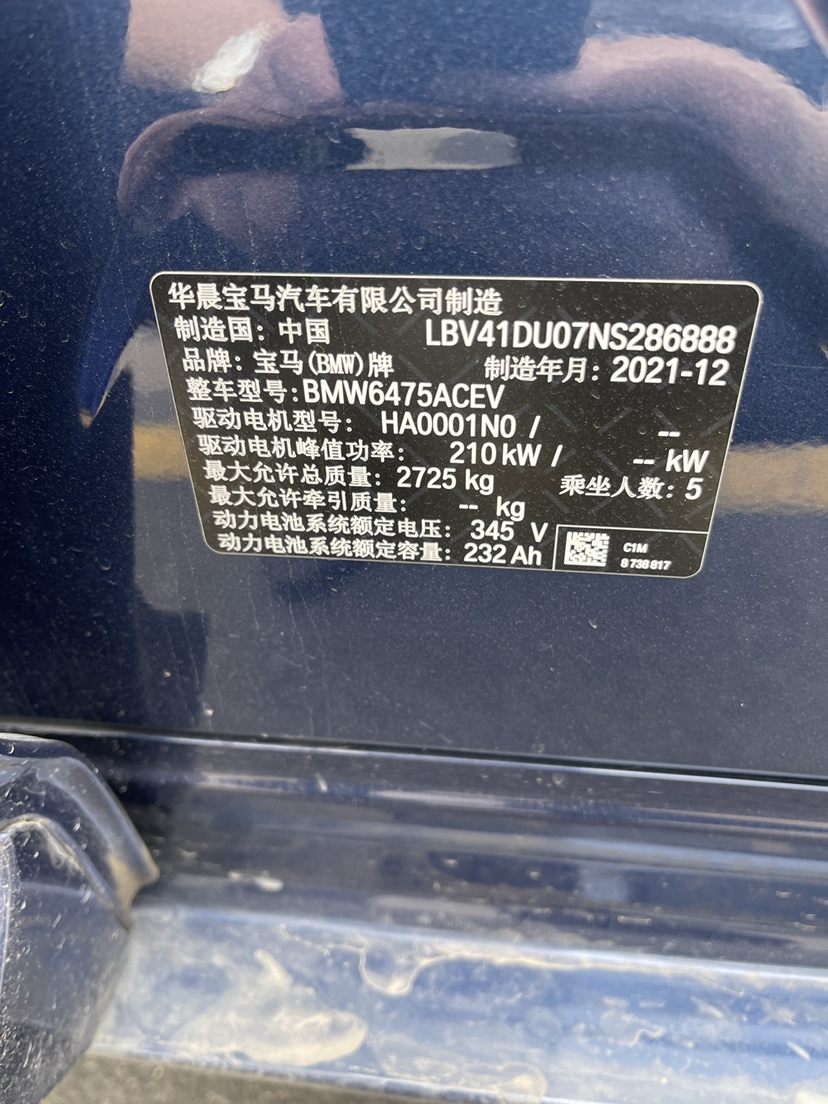 华晨宝马汽车有限公司制造
制造国：中国 LBV41DU07NS286888
品牌：宝马(BMW)牌 制造年月：2021-12
整车型号：BMW6475ACEV
驱动电机型号： HA0001N0 / --
驱动电机峰值功率： 210 kW / -- kW
最大允许总质量： 2725 kg 乘坐人数：5
最大允许牵引质量： -- kg
动力电池系统额定电压： 345 V
动力电池系统额定容量：232 Ah
C1M
8 738 817